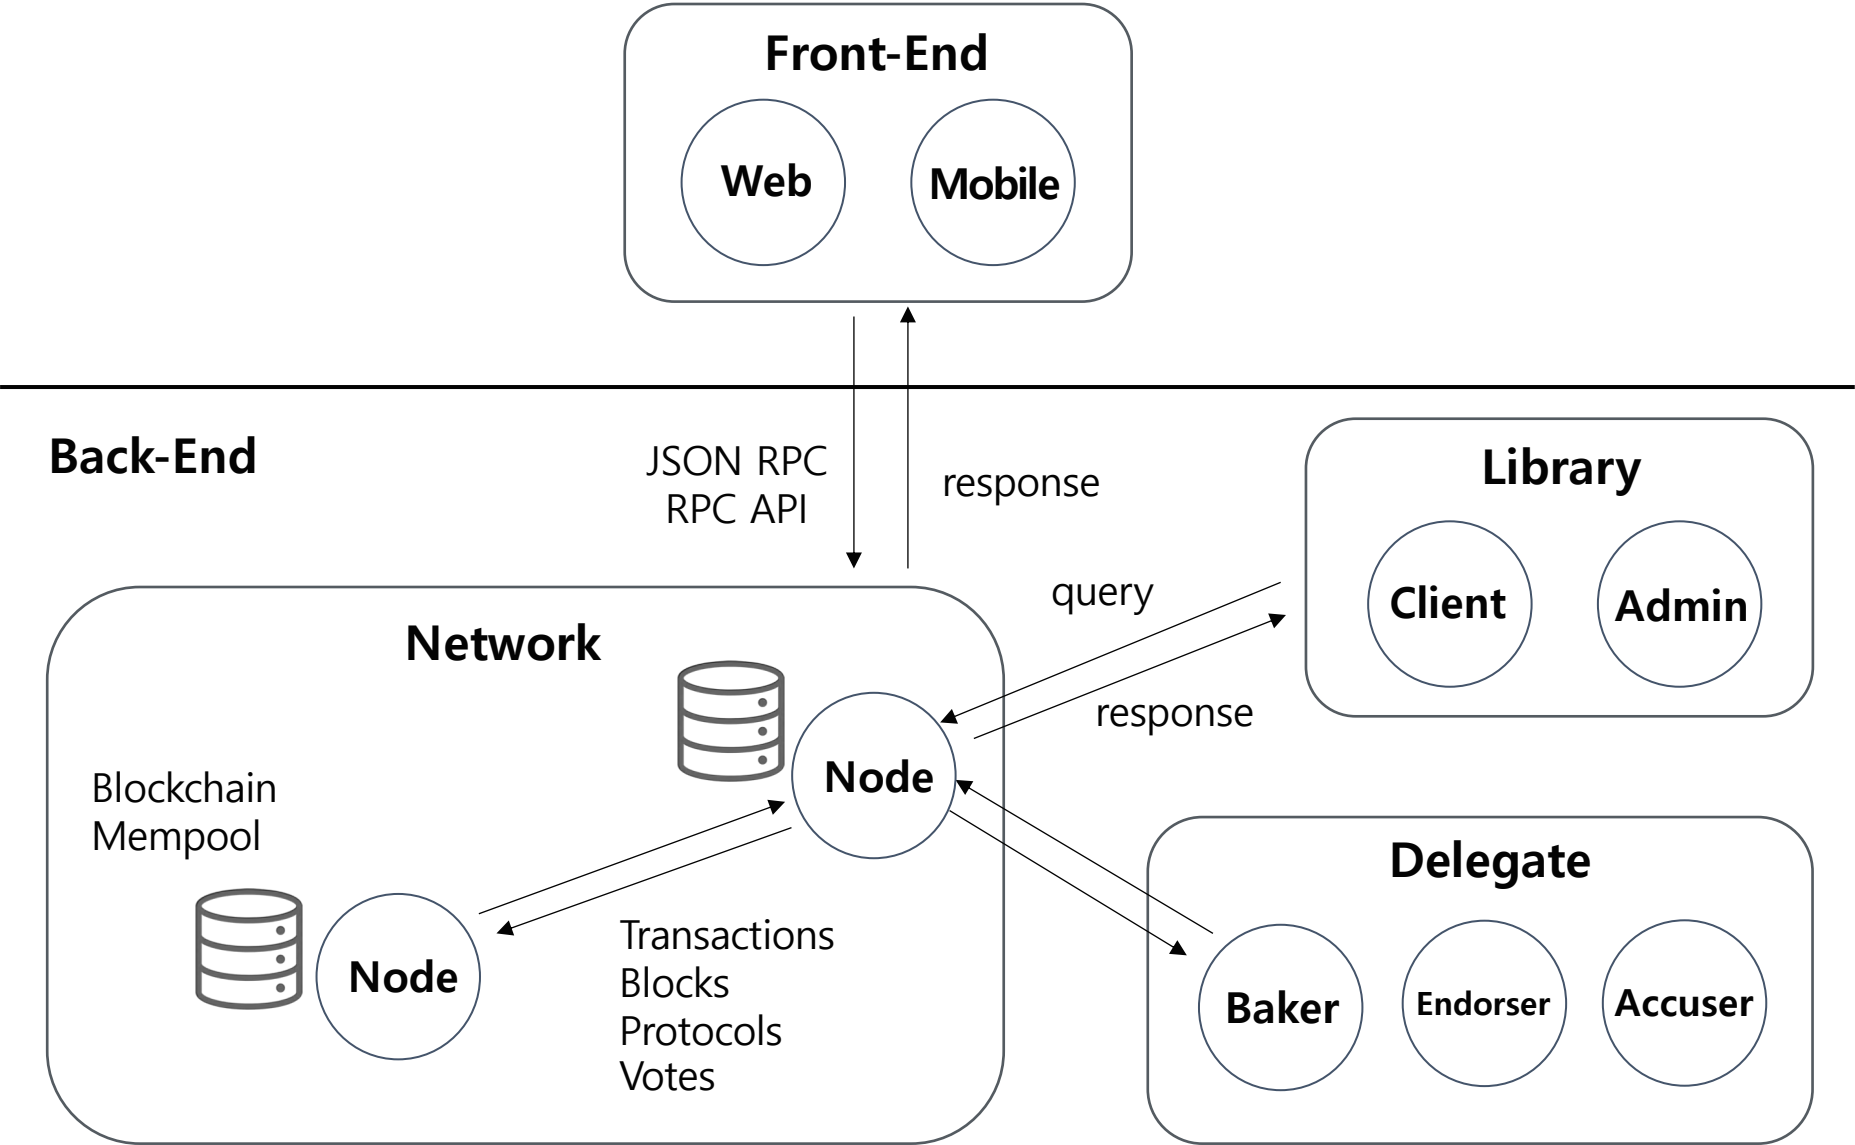 Front-End
Web
Mobile
Back-End
JSON RPC
RPC API
response
Library
Client
Admin
query
response
Network
Node
Blockchain
Mempool
Node
Transactions
Blocks
Protocols
Votes
Delegate
Baker
Endorser
Accuser